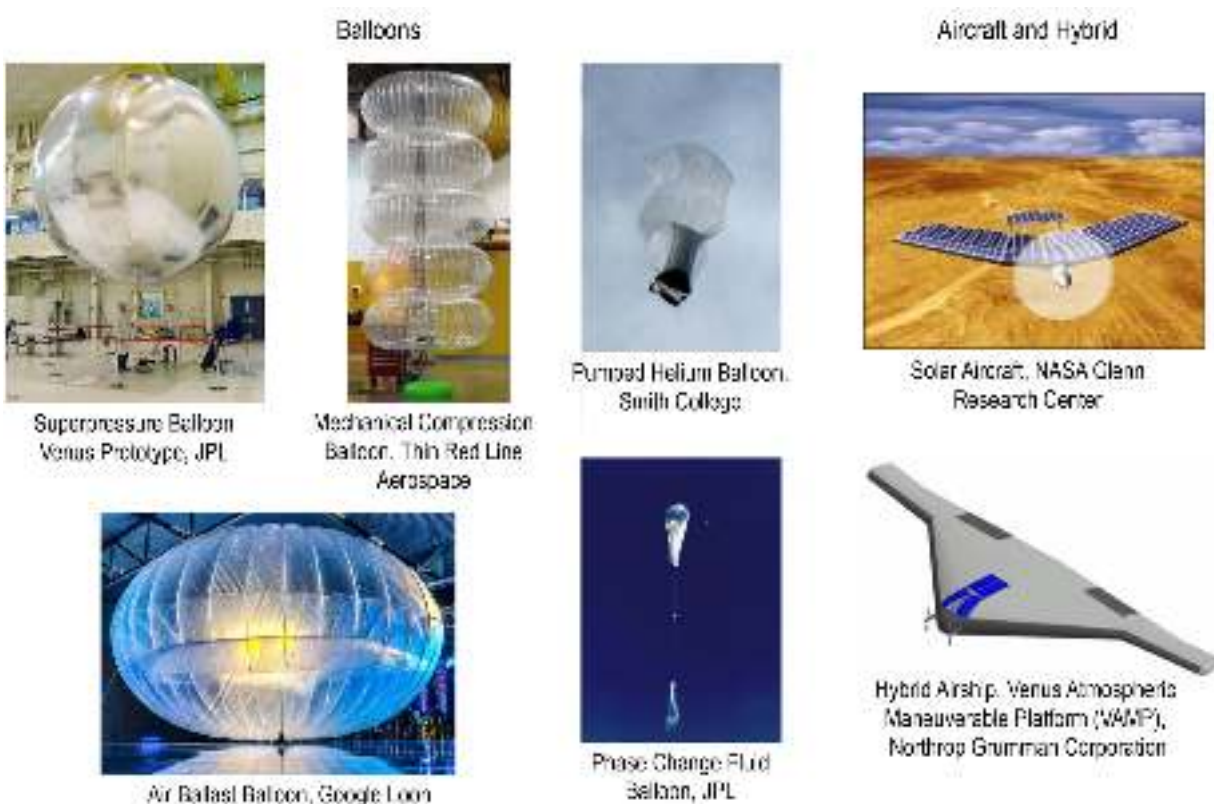 Balloons
Aircraft and Hybrid
Superpressure Balloon
Venus Prototype, JPL
Mechanical Compression
Balloon, Thin Red Line
Aerospace
Pumped Helium Balloon,
Smith College
Solar Aircraft, NASA Glenn
Research Center
Air Ballast Balloon, Google Loon
Phase Change Fluid
Balloon, JPL
Hybrid Airship, Venus Atmospheric
Maneuverable Platform (VAMP),
Northrop Grumman Corporation